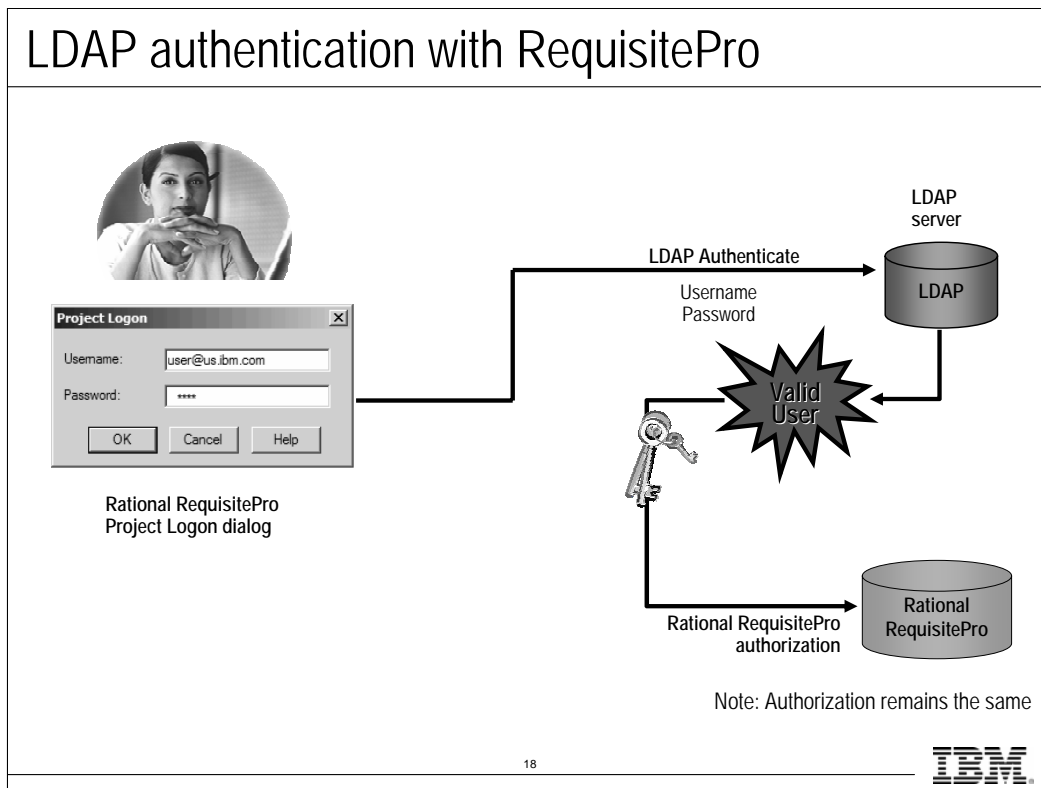 LDAP authentication with RequisitePro
LDAP
server
LDAP Authenticate
Username
Password
LDAP
Project Logon
Username:
user@us.ibm.com
Password:
****
OK
Cancel
Help
Valid
User
Rational RequisitePro
Project Logon dialog
Rational RequisitePro
authorization
Rational
RequisitePro
Note: Authorization remains the same
18
IBM.